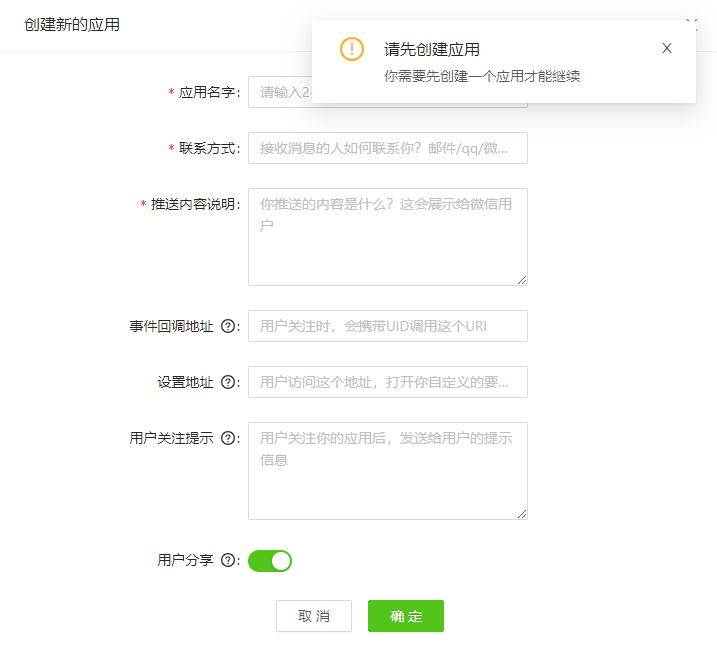 创建新的应用
请先创建应用
你需要先创建一个应用才能继续
* 应用名字:
请输入2-
* 联系方式:
接收消息的人如何联系你? 邮件/qq/微...
* 推送内容说明:
你推送的内容是什么? 这会展示给微信用
户
事件回调地址 ?:
用户关注时，会携带UID调用这个URI
设置地址 ?:
用户访问这个地址，打开你自定义的要...
用户关注提示 ?:
用户关注你的应用后，发送给用户的提示
信息
用户分享 ?:
取 消
确 定